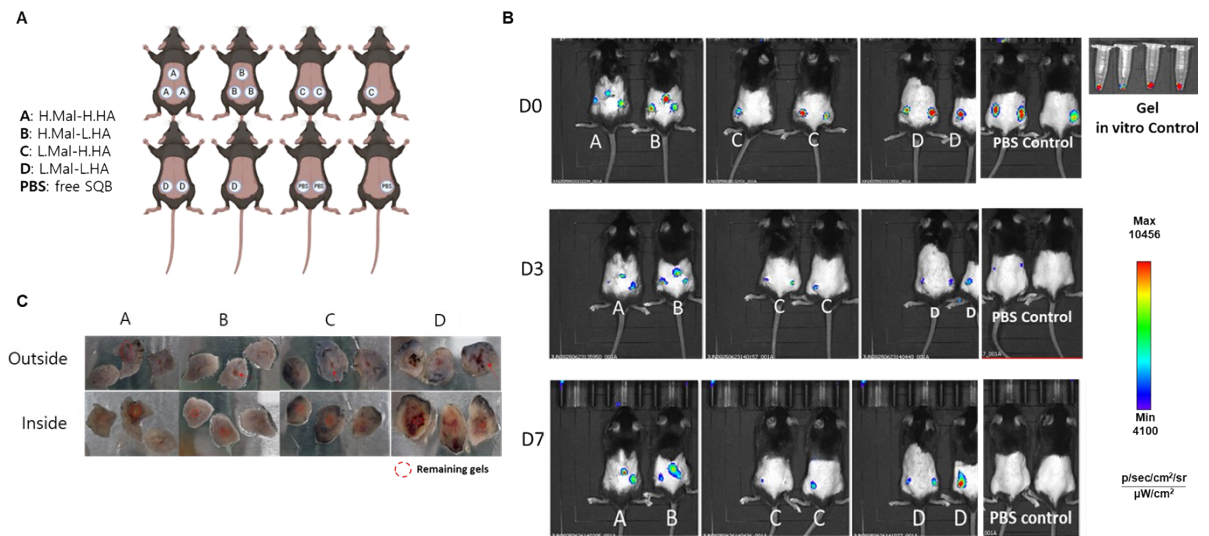 A
A
A A
B
B B
C C
C
A: H.Mal-H.HA
B: H.Mal-L.HA
C: L.Mal-H.HA
D: L.Mal-L.HA
PBS: free SQB
D D
D
PBS PBS
PBS
B
D0
A B
C C
D D
PBS Control
Gel
in vitro Control
D3
A B
C C
D D
PBS Control
D7
A B
C C
D D
PBS control
Max
10456
Min
4100
p/sec/cm²/sr
µW/cm²
C
A B C D
Outside
Inside
Remaining gels